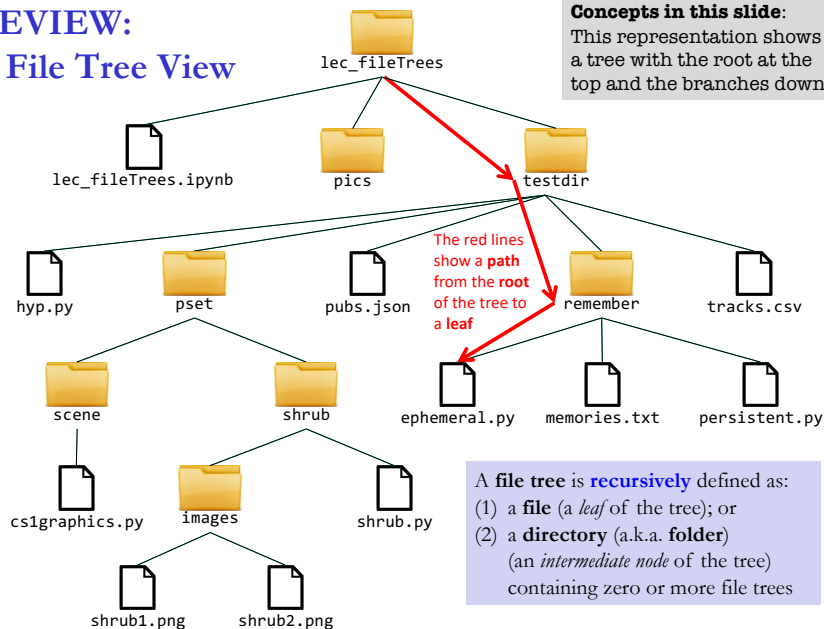 EVIEW:
File Tree View
Concepts in this slide:
This representation shows
a tree with the root at the
top and the branches down
lec_fileTrees
lec_fileTrees.ipynb
pics
testdir
The red lines
show a path
from the root
of the tree to
a leaf
hyp.py
pset
pubs.json
remember
tracks.csv
scene
shrub
ephemeral.py
memories.txt
persistent.py
cs1graphics.py
images
shrub.py
shrub1.png
shrub2.png
A file tree is recursively defined as:
(1) a file (a leaf of the tree); or
(2) a directory (a.k.a. folder)
(an intermediate node of the tree)
containing zero or more file trees